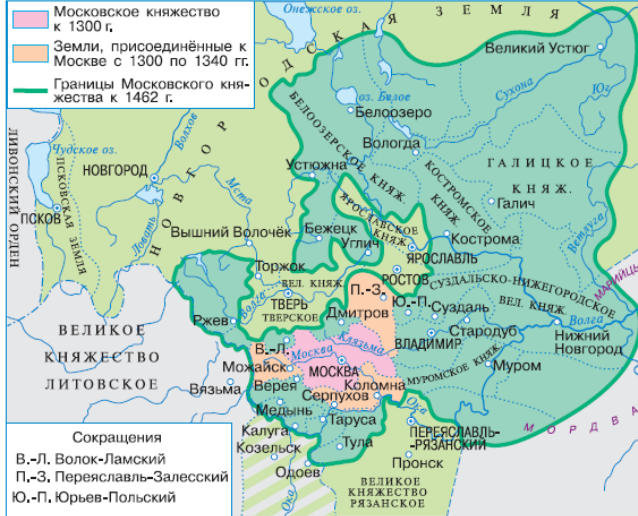 Московское княжество
к 1300 г.
Земли, присоединённые к
Москве с 1300 по 1340 гг.
Границы Московского кня-
жества к 1462 г.
Онежское оз.
НОВГОРОДСКАЯ ЗЕМЛЯ
Великий Устюг
Сухона
Юг
оз. Белое
Белоозеро
БЕЛООЗЕРСКОЕ КНЯЖ.
Вологда
ЛИВОНСКИЙ ОРДЕН
Чудское оз.
Волхов
ПСКОВСКАЯ ЗЕМЛЯ
НОВГОРОД
Устюжна
КОСТРОМСКОЕ КНЯЖ.
ГАЛИЦКОЕ
КНЯЖ.
ПСКОВ
Ловать
Мста
Галич
Ветлуга
Вышний Волочёк
Бежецк
ЯРОСЛАВСКОЕ
КНЯЖ.
Углич
Кострома
ЯРОСЛАВЛЬ
Торжок
РОСТОВ
МАРИЙЦЫ
ВЕЛ. КНЯЖ.
ТВЕРСКОЕ
ТВЕРЬ
Волга
П.-З.
СУЗДАЛЬСКО-НИЖЕГОРОДСКОЕ
ВЕЛ. КНЯЖ.
Дмитров
Ю.-П.
Суздаль
Волга
Ржев
Стародуб
ВЛАДИМИР
Нижний
Новгород
ВЕЛИКОЕ
КНЯЖЕСТВО
ЛИТОВСКОЕ
В.-Л.
Москва
Клязьма
Можайск
МОСКВА
МУРОМСКОЕ КНЯЖ.
Муром
Вязьма
Верея
Коломна
Серпухов
Медынь
Ока
МОРДВА
Таруса
ПЕРЕЯСЛАВЛЬ-
РЯЗАНСКИЙ
Калуга
Тула
Козельск
Пронск
Одоев
Ока
ВЕЛИКОЕ
КНЯЖЕСТВО
РЯЗАНСКОЕ
Сокращения
В.-Л. Волок-Ламский
П.-З. Переяславль-Залесский
Ю.-П. Юрьев-Польский